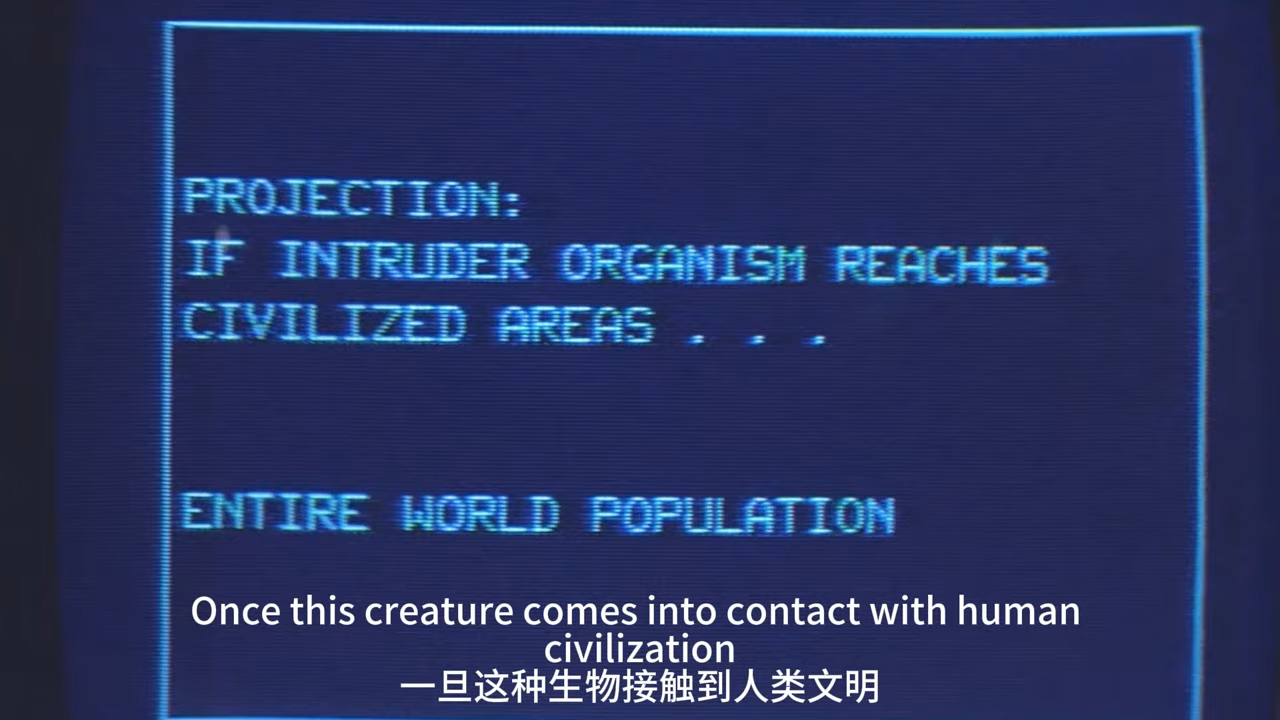 PROJECTION:
IF INTRUDER ORGANISM REACHES
CIVILIZED AREAS . . .
ENTIRE WORLD POPULATION
Once this creature comes into contact with human
civilization
一旦这种生物接触到人类文明